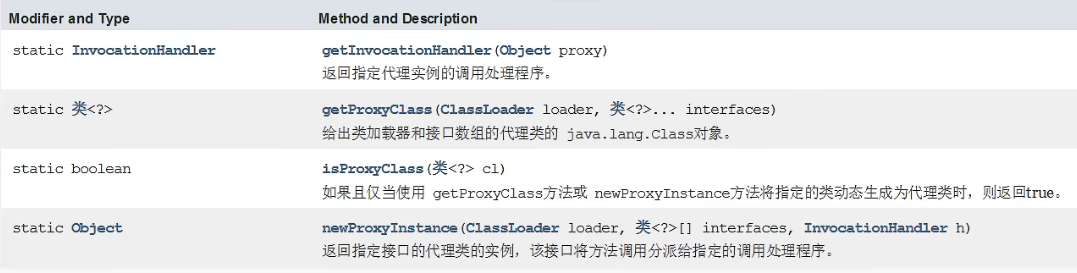 Modifier and Type Method and Description
static InvocationHandler getInvocationHandler(Object proxy)
返回指定代理实例的调用处理程序。
static 类<?> getProxyClass(ClassLoader loader, 类<?>... interfaces)
给出类加载器和接口数组的代理类的 java.lang.Class对象。
static boolean isProxyClass(类<?> cl)
如果且仅当使用 getProxyClass方法或 newProxyInstance方法将指定的类动态生成为代理类时，则返回true。
static Object newProxyInstance(ClassLoader loader, 类<?>[] interfaces, InvocationHandler h)
返回指定接口的代理类的实例，该接口将方法调用分派给指定的调用处理程序。